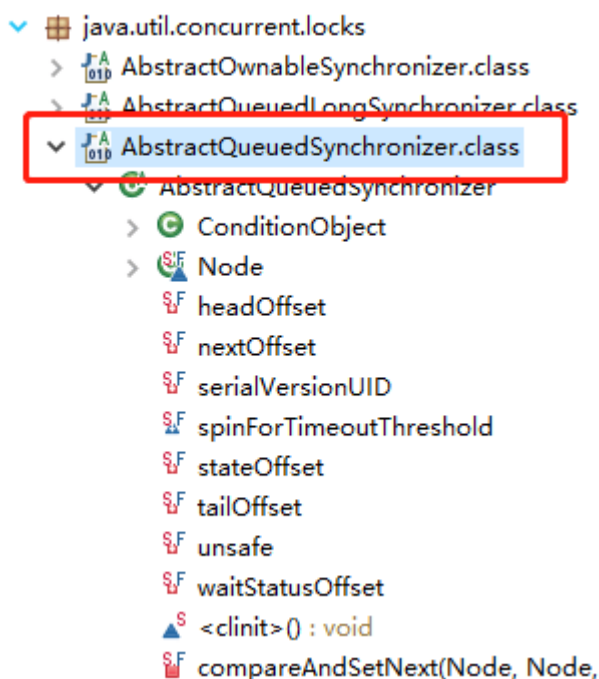 java.util.concurrent.locks
AbstractOwnableSynchronizer.class
AbstractQueuedLongSynchronizer.class
AbstractQueuedSynchronizer.class
AbstractQueuedSynchronizer
ConditionObject
Node
headOffset
nextOffset
serialVersionUID
spinForTimeoutThreshold
stateOffset
tailOffset
unsafe
waitStatusOffset
<clinit>() : void
compareAndSetNext(Node, Node,